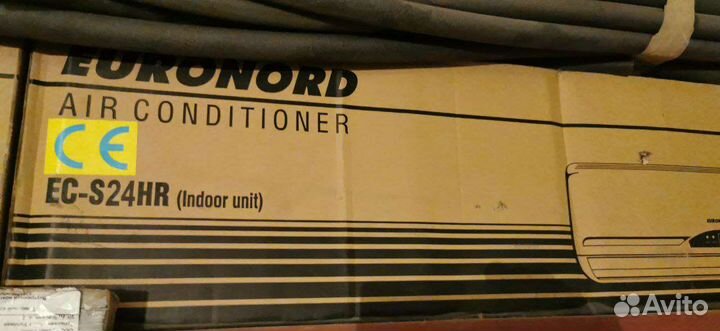 EURONORD
AIR CONDITIONER
CE
EC-S24HR (Indoor unit)
Avito